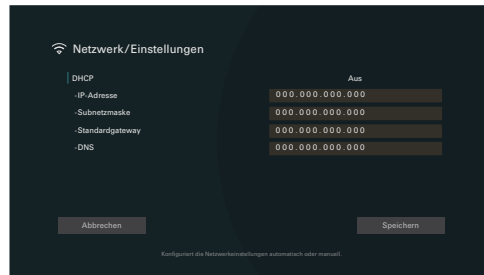 Netzwerk/Einstellungen
DHCP Aus
-IP-Adresse 000.000.000.000
-Subnetzmaske 000.000.000.000
-Standardgateway 000.000.000.000
-DNS 000.000.000.000
Abbrechen Speichern
Konfiguriert die Netzwerkeinstellungen automatisch oder manuell.